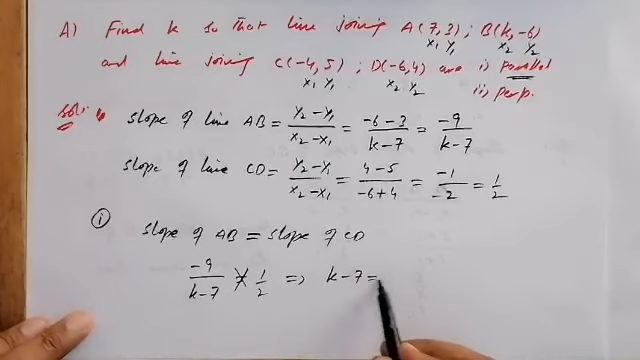 A) Find k so that line joining A(7,3); B(k,-6)
x₁ y₁ x₂ y₂
and line joining C(-4,5); D(-6,4) are i) parallel
x₁ y₁ x₂ y₂ ii) perp.
Sol:
Slope of line AB = (y₂-y₁)/(x₂-x₁) = (-6-3)/(k-7) = -9/(k-7)
Slope of line CD = (y₂-y₁)/(x₂-x₁) = (4-5)/(-6+4) = -1/-2 = 1/2
(i)
Slope of AB = Slope of CD
-9/(k-7) = 1/2 => k-7 =